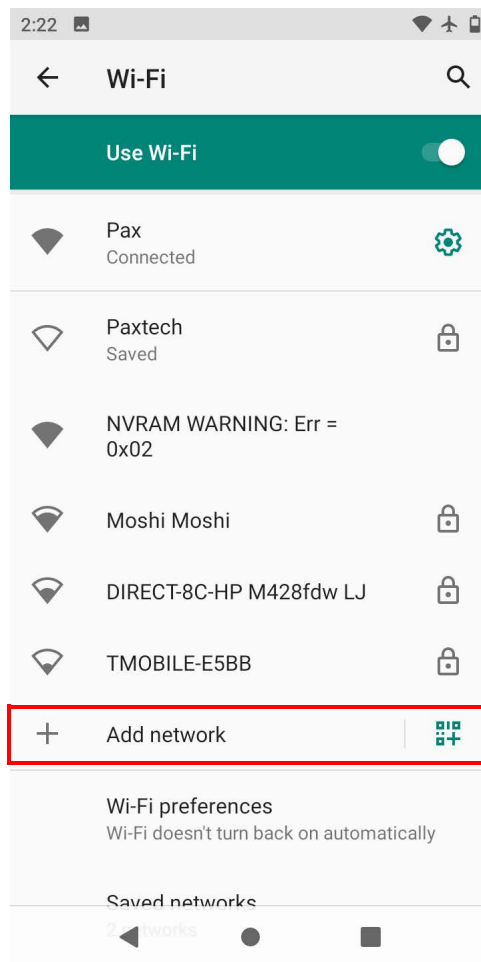 2:22
Wi-Fi
Use Wi-Fi
Pax
Connected
Paxtech
Saved
NVRAM WARNING: Err =
0x02
Moshi Moshi
DIRECT-8C-HP M428fdw LJ
TMOBILE-E5BB
Add network
Wi-Fi preferences
Wi-Fi doesn't turn back on automatically
Saved networks
2 networks